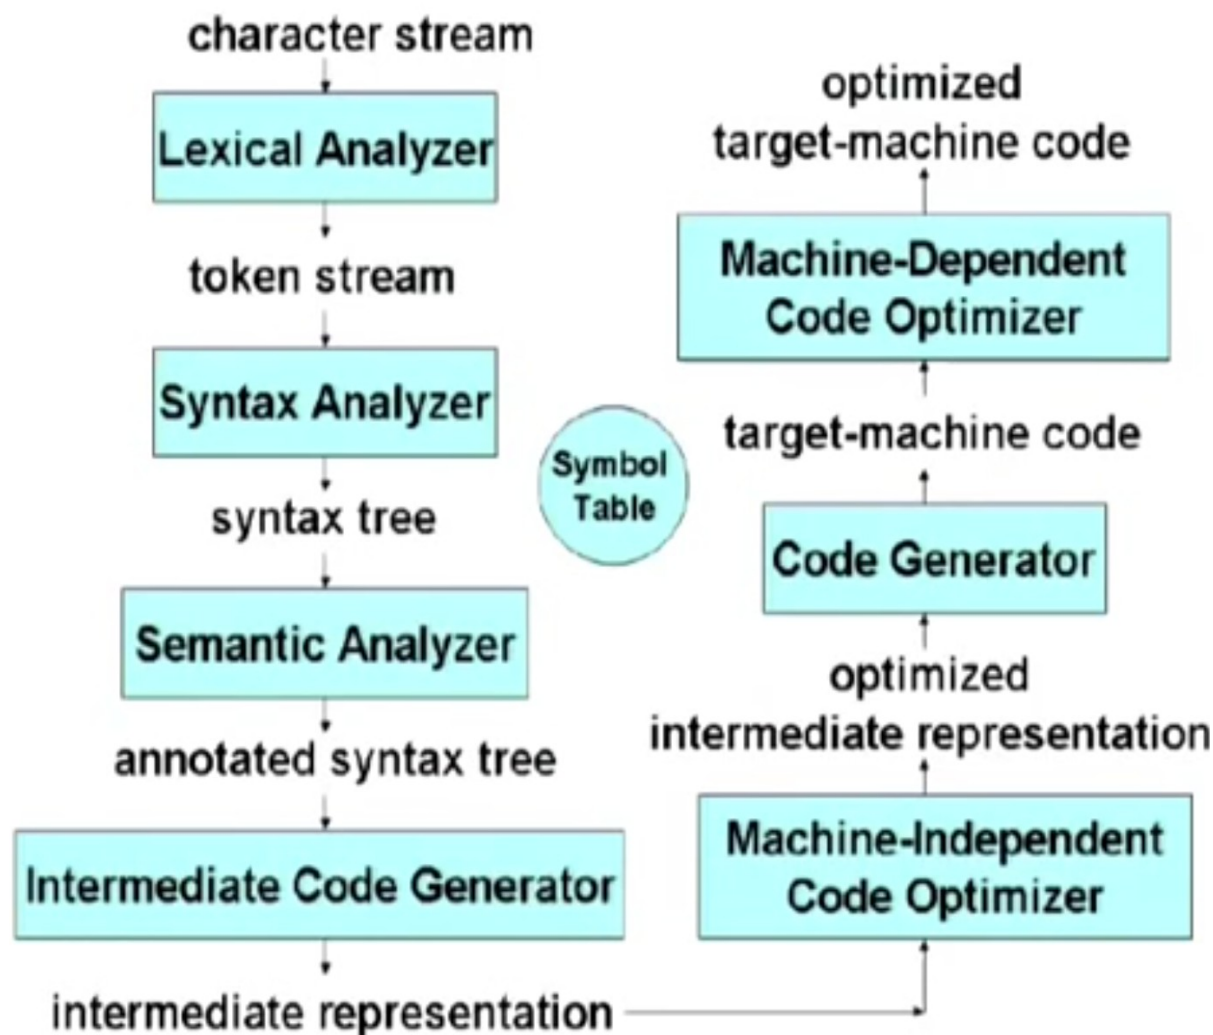 character stream
Lexical Analyzer
token stream
Syntax Analyzer
syntax tree
Semantic Analyzer
annotated syntax tree
Intermediate Code Generator
intermediate representation
Symbol
Table
optimized
target-machine code
Machine-Dependent
Code Optimizer
target-machine code
Code Generator
optimized
intermediate representation
Machine-Independent
Code Optimizer